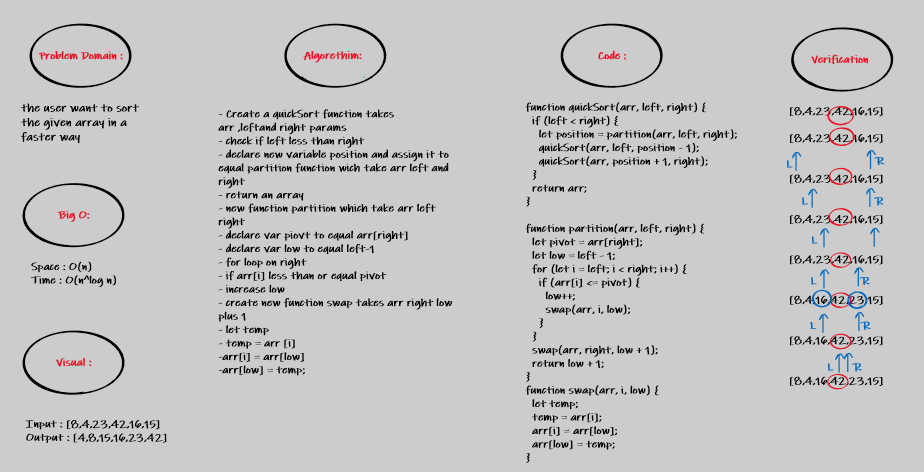 Problem Domain :
the user want to sort
the given array in a
faster way
Big O:
Space : O(n)
Time : O(n^log n)
Visual :
Input : [8,4,23,42,16,15]
Output : [4,8,15,16,23,42]
Algorethim:
- Create a quickSort function takes
arr ,leftand right params
- check if left less than right
- declare new variable position and assign it to
equal partition function wich take arr left and
right
- return an array
- new function partition which take arr left
right
- declare var piovt to equal arr[right]
- declare var low to equal left-1
- for loop on right
- if arr[i] less than or equal pivot
- increase low
- create new function swap takes arr right low
plus 1
- let temp
- temp = arr [i]
-arr[i] = arr[low]
-arr[low] = temp;
Code :
function quickSort(arr, left, right) {
if (left < right) {
let position = partition(arr, left, right);
quickSort(arr, left, position - 1);
quickSort(arr, position + 1, right);
}
return arr;
}
function partition(arr, left, right) {
let pivot = arr[right];
let low = left - 1;
for (let i = left; i < right; i++) {
if (arr[i] <= pivot) {
low++;
swap(arr, i, low);
}
}
swap(arr, right, low + 1);
return low + 1;
}
function swap(arr, i, low) {
let temp;
temp = arr[i];
arr[i] = arr[low];
arr[low] = temp;
}
Verification
[8,4,23,42,16,15]
[8,4,23,42,16,15]
L R
[8,4,23,42,16,15]
L R
[8,4,23,42,16,15]
L
[8,4,23,42,16,15]
L R
[8,4,16,42,23,15]
L R
[8,4,16,42,23,15]
L R
[8,4,16,42,23,15]